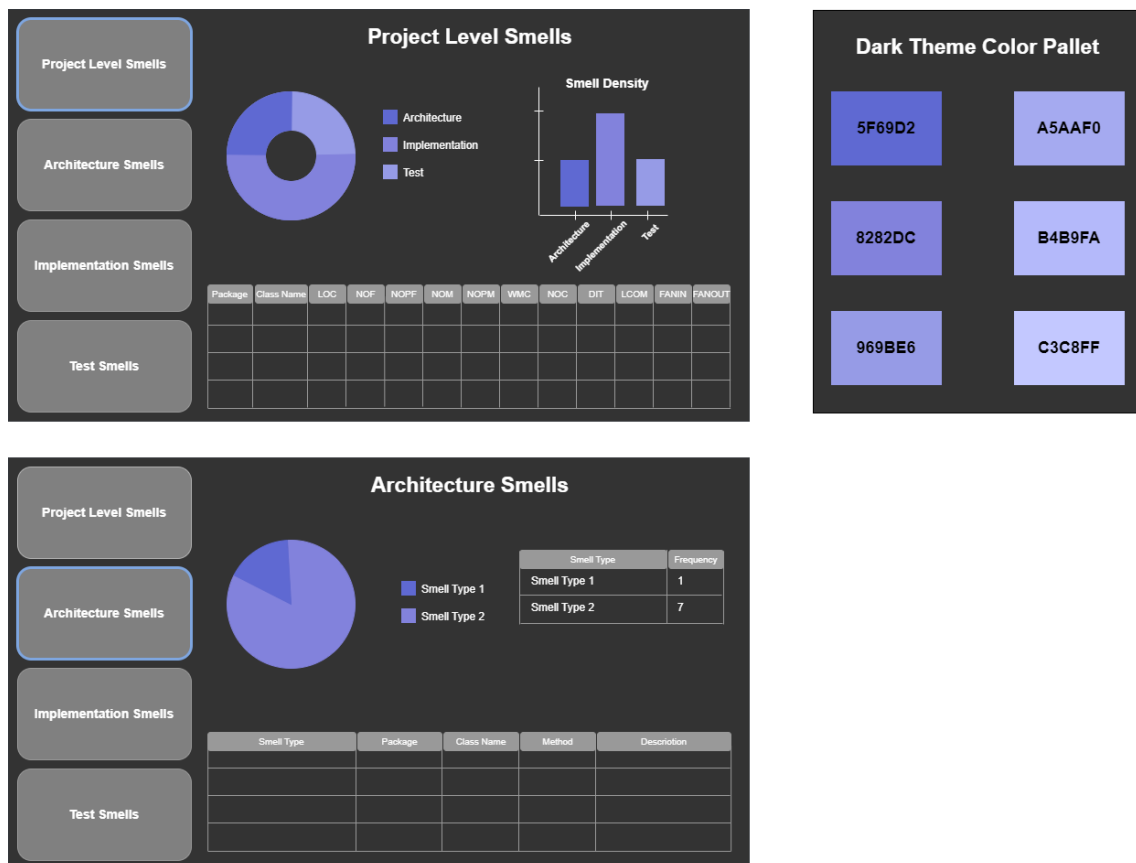 Project Level Smells
Architecture Smells
Implementation Smells
Test Smells
Project Level Smells
Architecture
Implementation
Test
Smell Density
Architecture
Implementation
Test
Package Class Name LOC NOF NOPF NOM NOPM WMC NOC DIT LCOM FANIN FANOUT
Dark Theme Color Pallet
5F69D2 A5AAF0
8282DC B4B9FA
969BE6 C3C8FF
Project Level Smells
Architecture Smells
Implementation Smells
Test Smells
Architecture Smells
Smell Type 1
Smell Type 2
Smell Type Frequency
Smell Type 1 1
Smell Type 2 7
Smell Type Package Class Name Method Descriotion